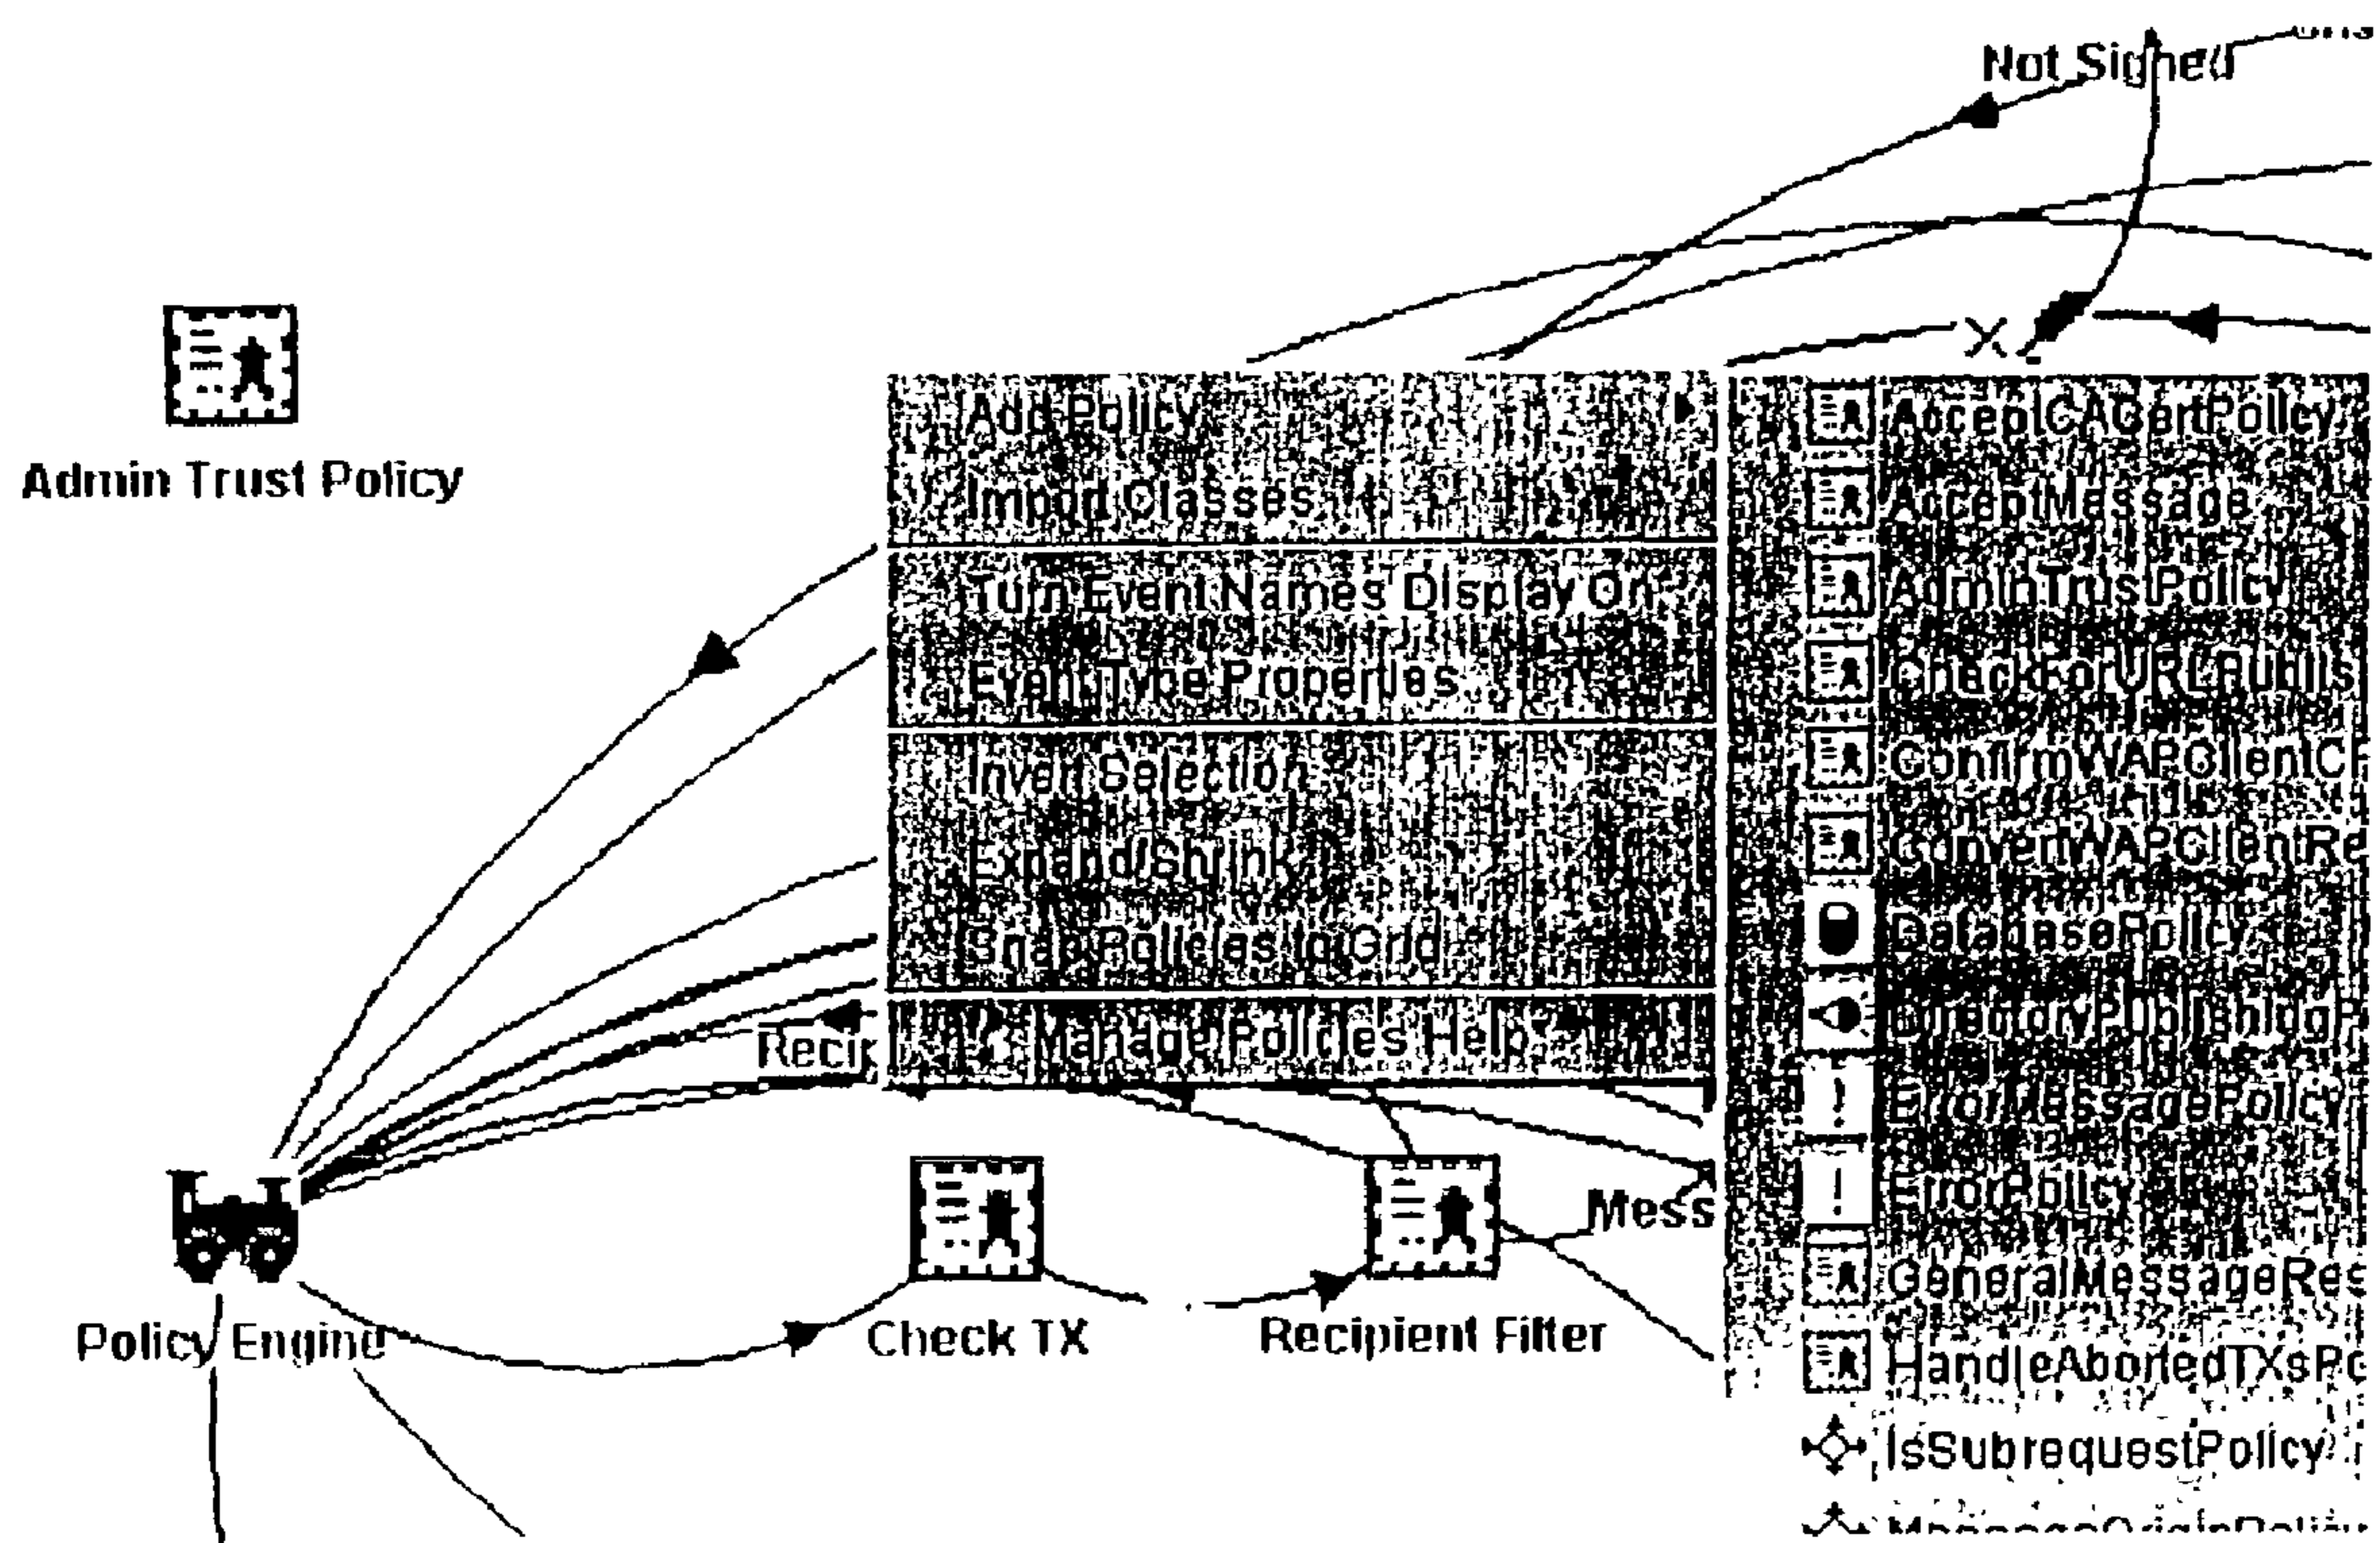 Not Signed
Admin Trust Policy
Add Policy
Import Classes
Turn Event Names Display On
Event Type Properties
Invert Selection
Expand/Shrink
Snap Policies to Grid
Manage Policies Help
AcceptCACertPolicy
AcceptMessage
AdminTrustPolicy
CheckForURLPublis
ConfirmWAPClientCF
ConvertWAPClientRe
DatabasePolicy
DirectoryPublishingP
ErrorMessagePolicy
ErrorPolicy
GeneralMessageRes
HandleAbortedTXsPo
IsSubrequestPolicy
MessageOriginPolicy
Recip
Mess
Policy Engine
Check TX
Recipient Filter